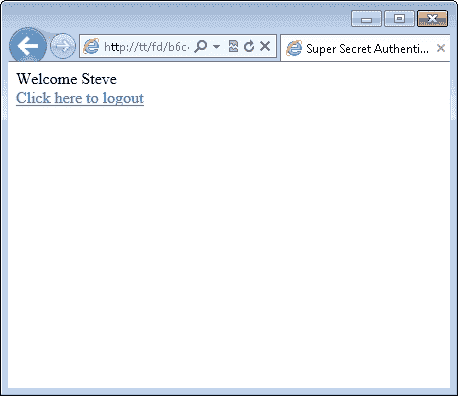 http://tt/fd/b6c
Super Secret Authenti...
Welcome Steve
Click here to logout